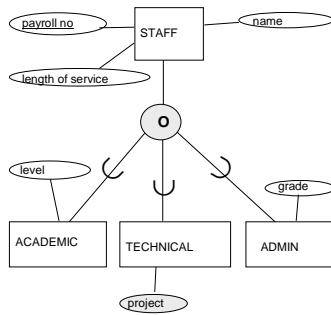 payroll no
name
STAFF
length of service
O
level
grade
ACADEMIC
TECHNICAL
ADMIN
project